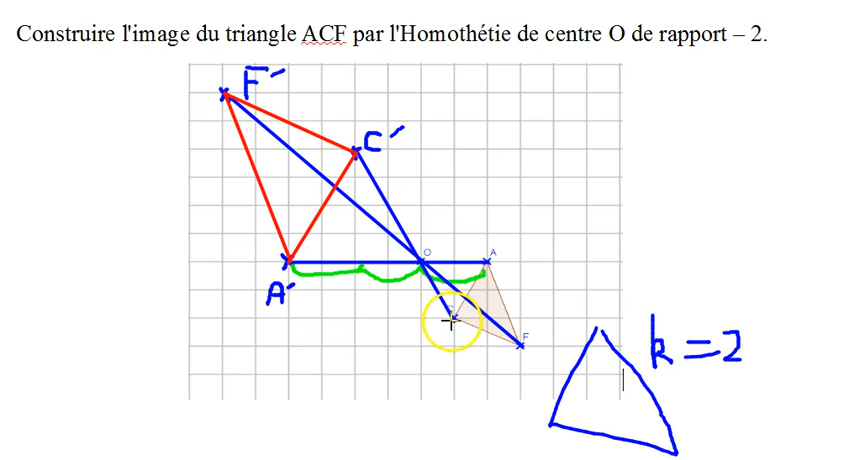 Construire l'image du triangle ACF par l'Homothétie de centre O de rapport – 2.
F'
C'
O
A
A'
F
k = 2